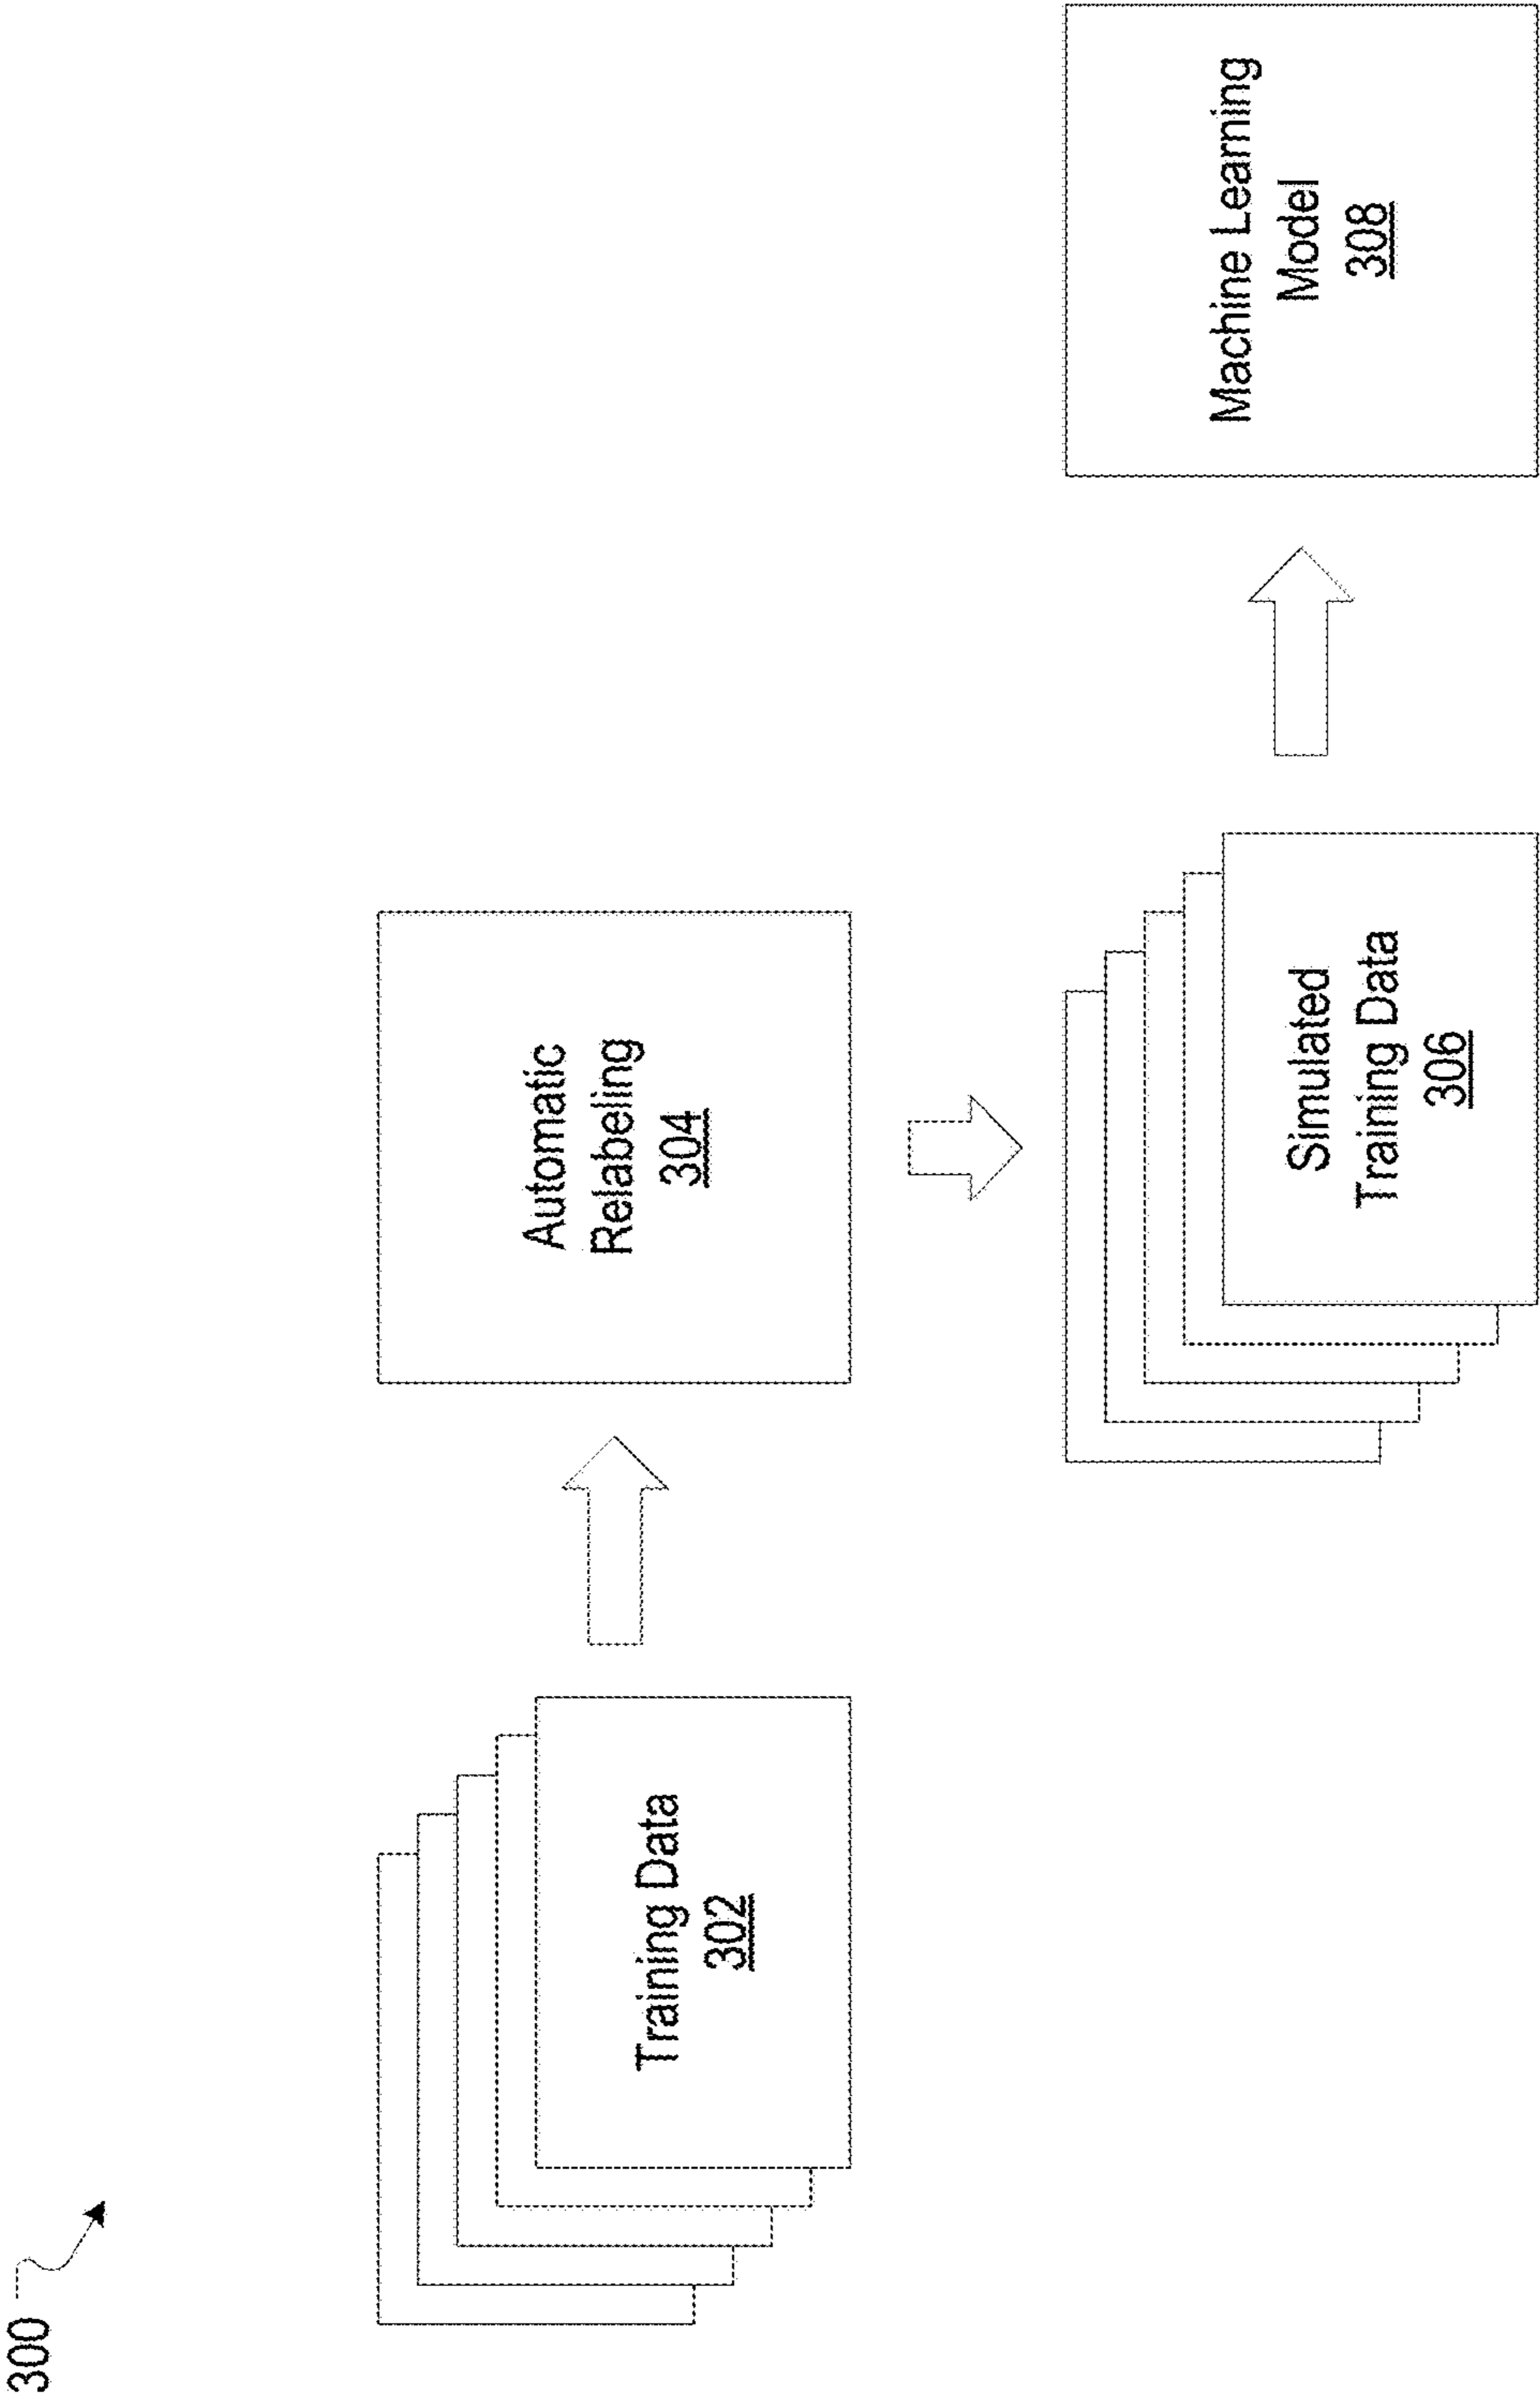 300
Training Data
302
Automatic
Relabeling
304
Simulated
Training Data
306
Machine Learning
Model
308